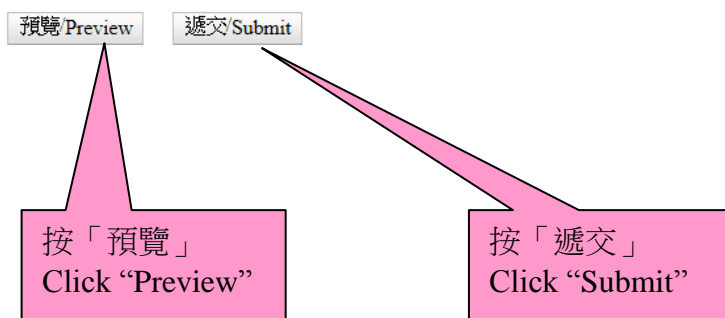 預覽/Preview
遞交/Submit
按「預覽」
Click “Preview”
按「遞交」
Click “Submit”